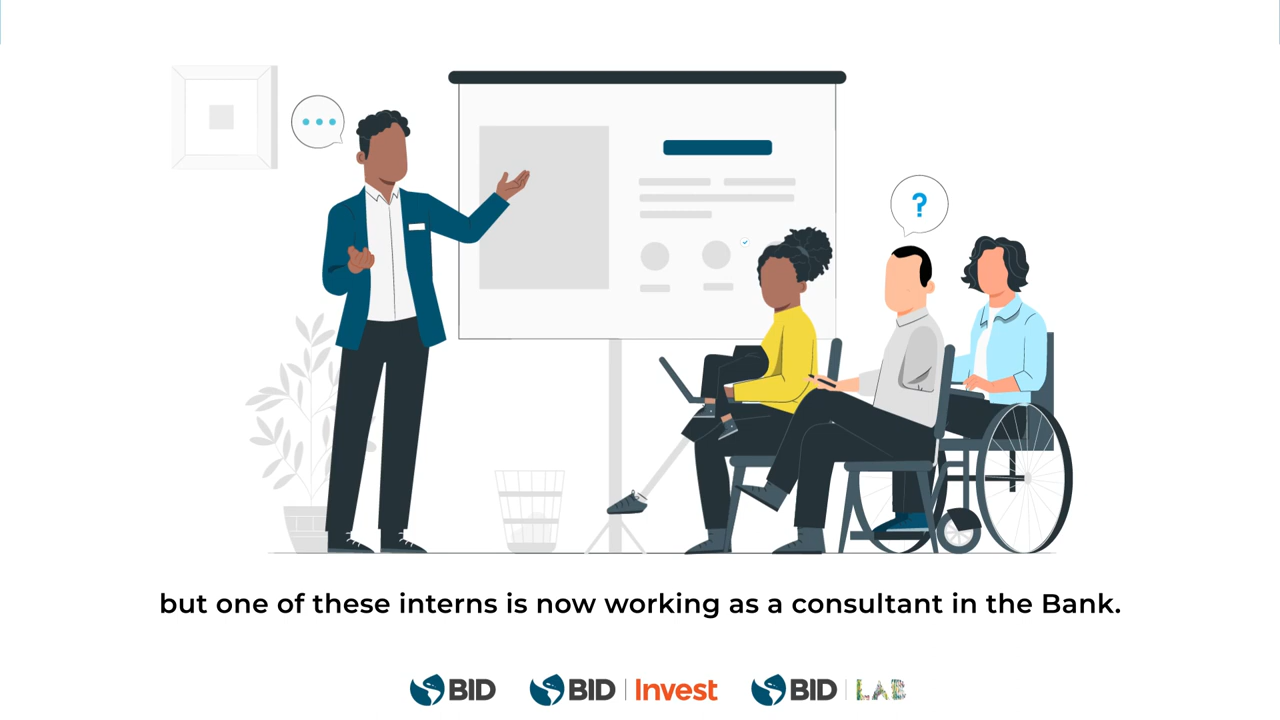 ?
but one of these interns is now working as a consultant in the Bank.
BID
BID Invest
BID LAB